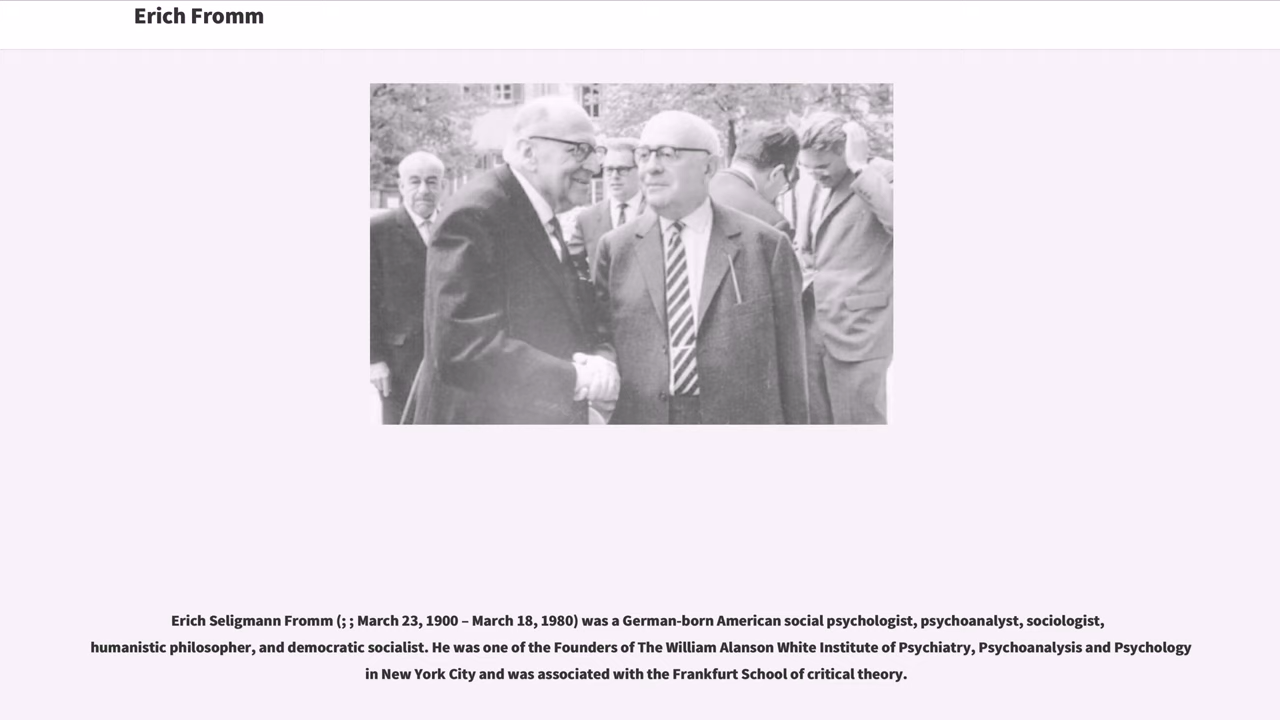 Erich Fromm
Erich Seligmann Fromm (; ; March 23, 1900 – March 18, 1980) was a German-born American social psychologist, psychoanalyst, sociologist,
humanistic philosopher, and democratic socialist. He was one of the Founders of The William Alanson White Institute of Psychiatry, Psychoanalysis and Psychology
in New York City and was associated with the Frankfurt School of critical theory.